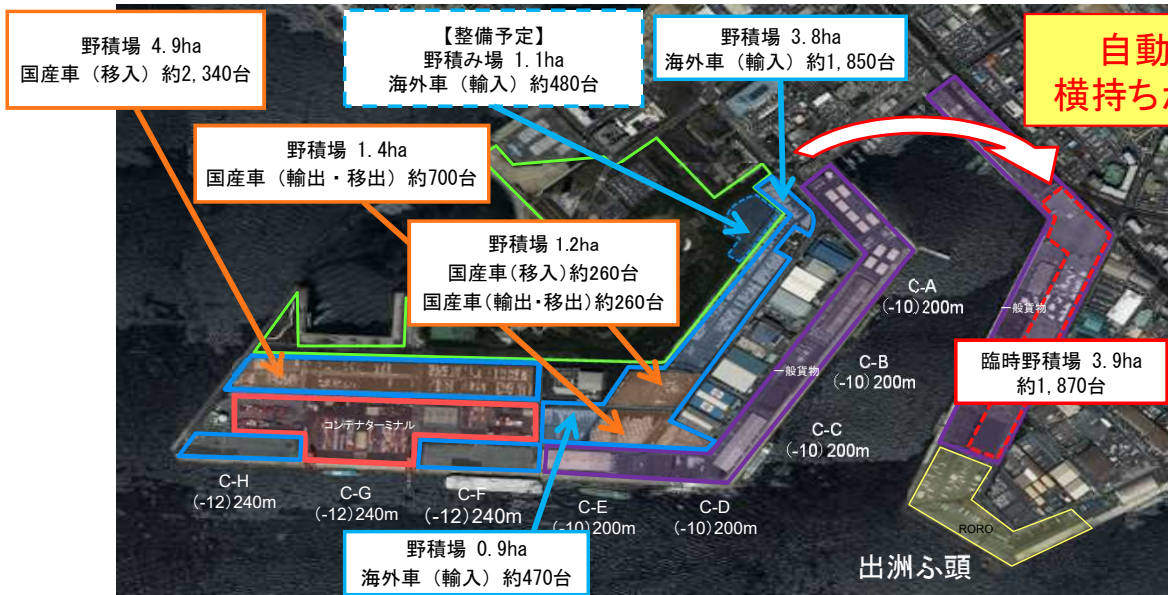 野積場 4.9ha
国産車（移入）約2,340台
【整備予定】
野積み場 1.1ha
海外車（輸入）約480台
野積場 3.8ha
海外車（輸入）約1,850台
自動
横持ちが
野積場 1.4ha
国産車（輸出・移出）約700台
野積場 1.2ha
国産車(移入)約260台
国産車(輸出・移出)約260台
C-A
(-10)200m
一般貨物
臨時野積場 3.9ha
約1,870台
C-B
(-10)200m
一般貨物
C-C
(-10)200m
コンテナターミナル
C-H
(-12)240m
C-G
(-12)240m
C-F
(-12)240m
C-E
(-10)200m
C-D
(-10)200m
RORO
野積場 0.9ha
海外車（輸入）約470台
出洲ふ頭